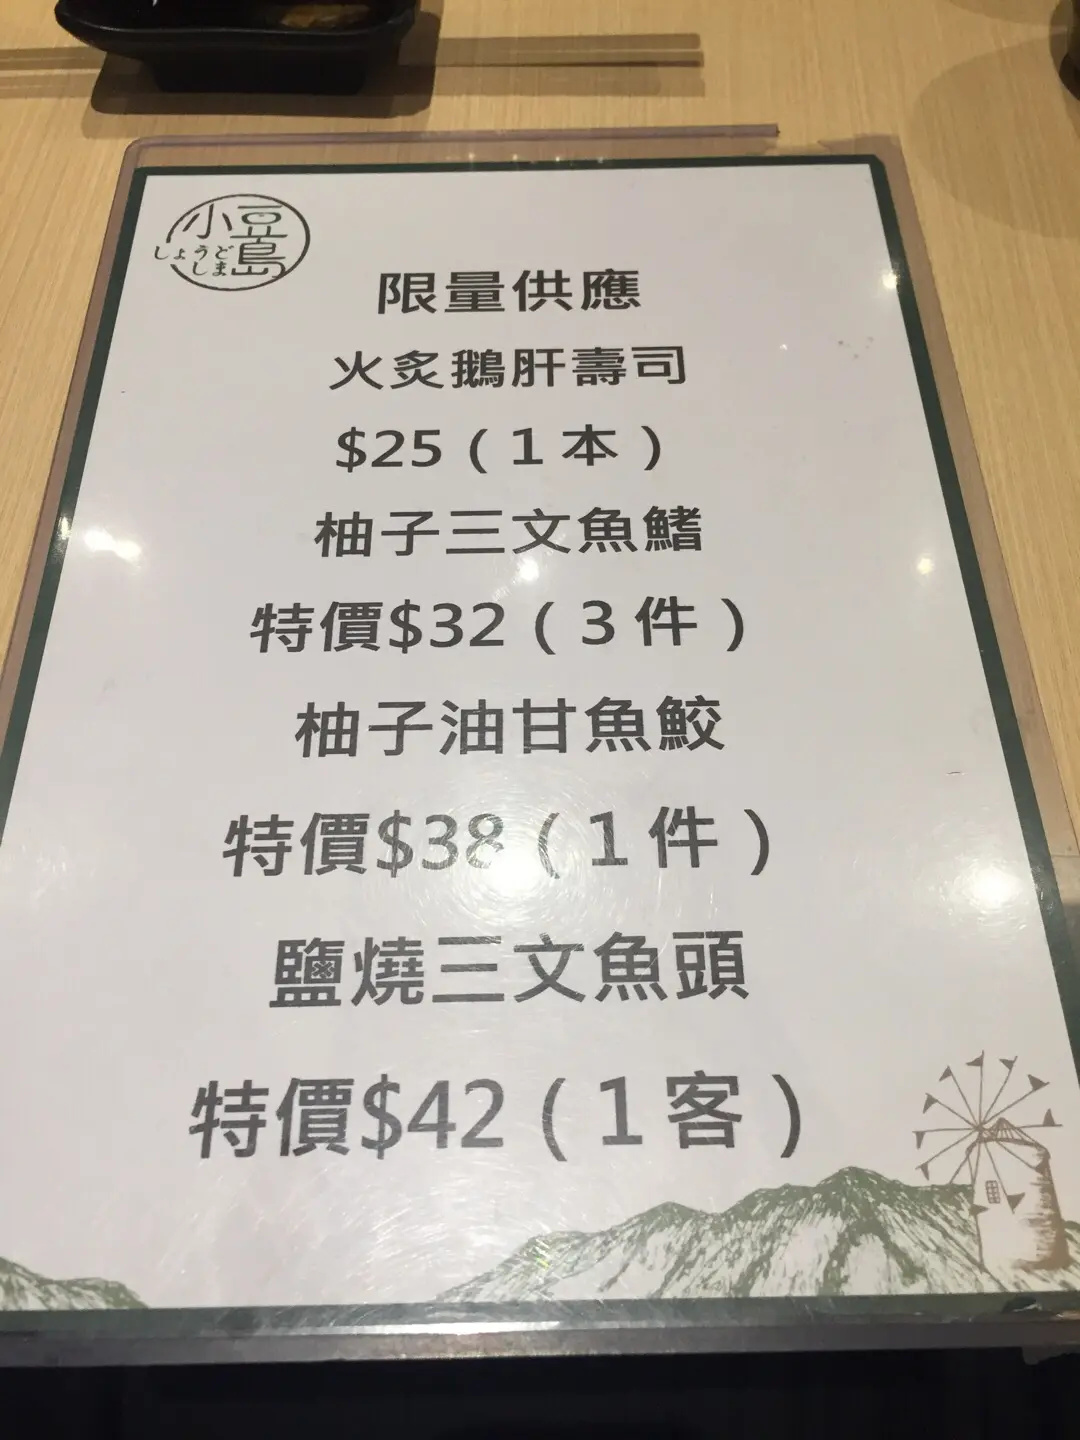 小豆島
しょうどしま
限量供應
火炙鵝肝壽司
$25（1本）
柚子三文魚鰭
特價$32（3件）
柚子油甘魚鮫
特價$38（1件）
鹽燒三文魚頭
特價$42（1客）